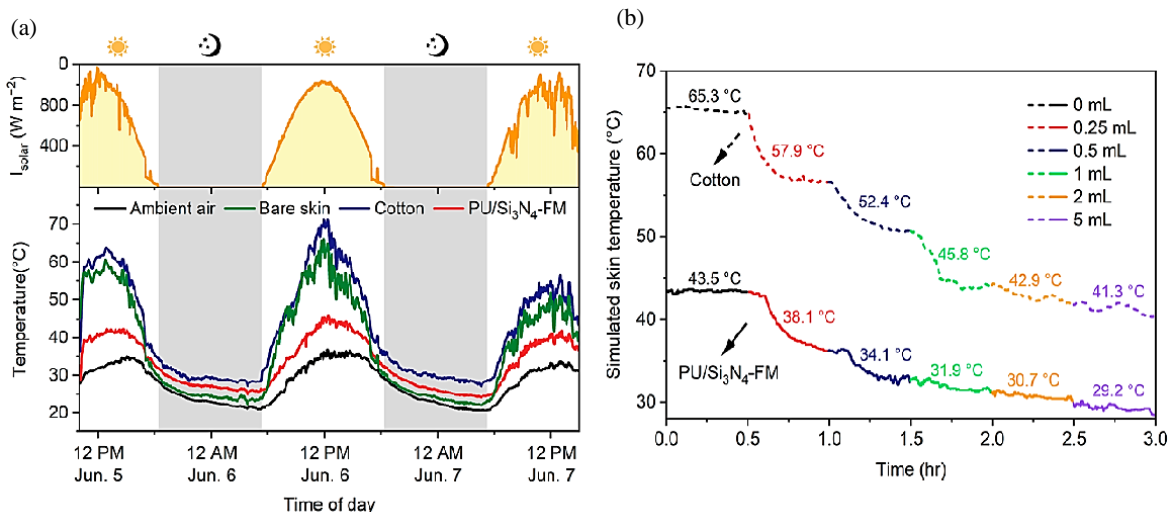 (a)
0
800
400
I_solar (W m⁻²)
Ambient air Bare skin Cotton PU/Si₃N₄-FM
70
60
50
40
30
20
Temperature(°C)
12 PM 12 AM 12 PM 12 AM 12 PM
Jun. 5 Jun. 6 Jun. 6 Jun. 7 Jun. 7
Time of day
(b)
70
60
50
40
30
Simulated skin temperature (°C)
65.3 °C
57.9 °C
52.4 °C
45.8 °C
42.9 °C
41.3 °C
Cotton
43.5 °C
38.1 °C
34.1 °C
31.9 °C
30.7 °C
29.2 °C
PU/Si₃N₄-FM
0 mL
0.25 mL
0.5 mL
1 mL
2 mL
5 mL
0.0 0.5 1.0 1.5 2.0 2.5 3.0
Time (hr)